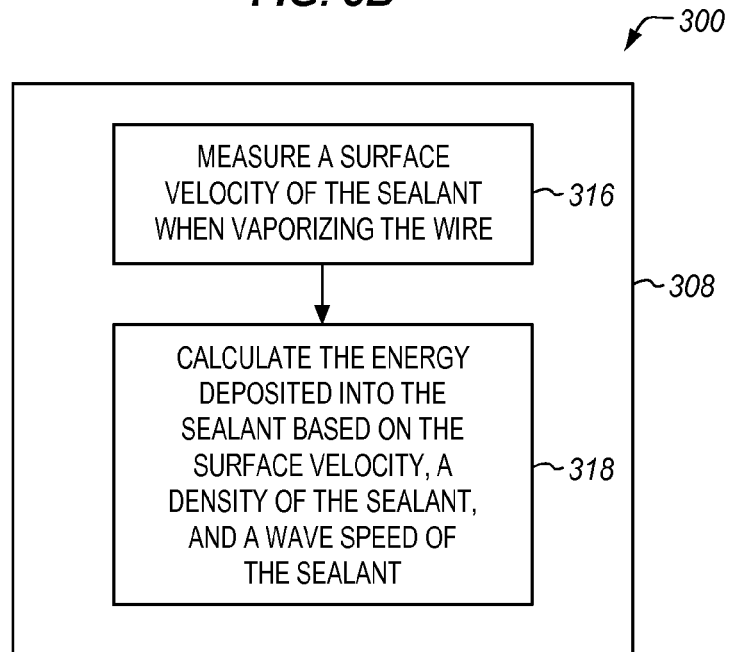 FIG.
300
MEASURE A SURFACE
VELOCITY OF THE SEALANT
WHEN VAPORIZING THE WIRE
316
308
CALCULATE THE ENERGY
DEPOSITED INTO THE
SEALANT BASED ON THE
SURFACE VELOCITY, A
DENSITY OF THE SEALANT,
AND A WAVE SPEED OF
THE SEALANT
318